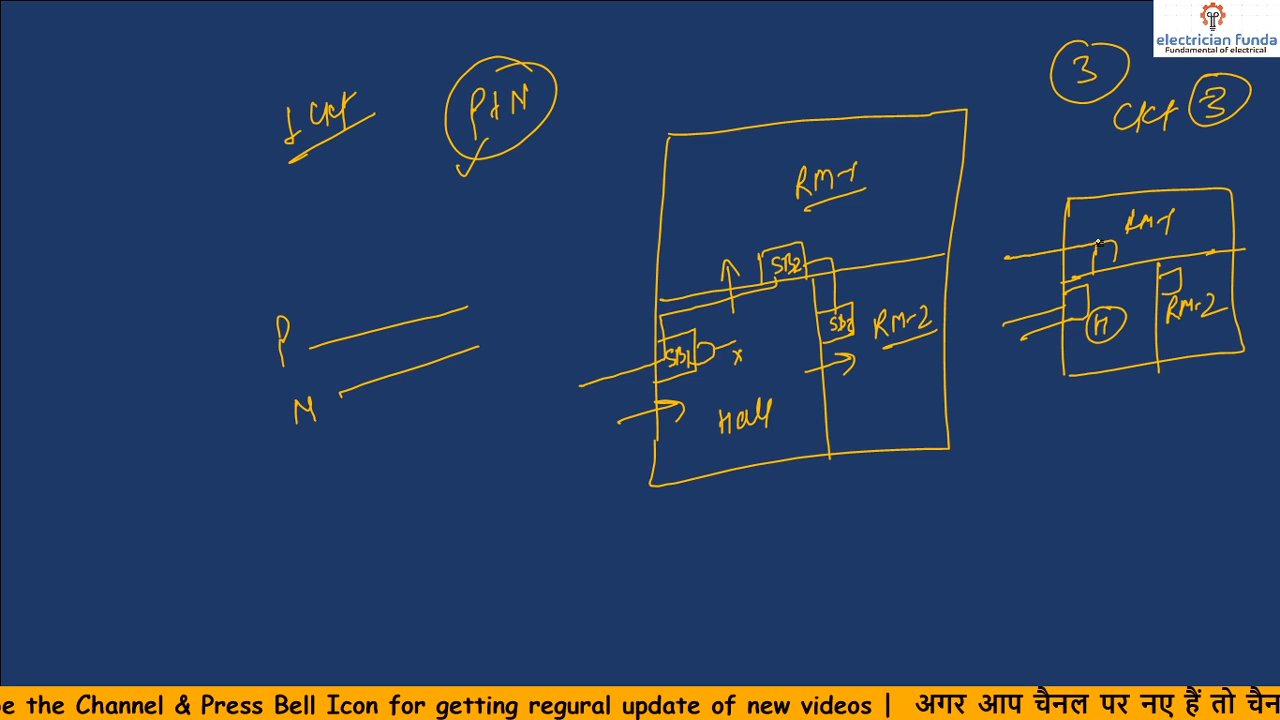 electrician funda
Fundamental of electrical
3
1 CKT
P+N
CKT 3
RM-1
RM-1
SB2
P
SB1
RM-2
RM-2
H
N
Hall
be the Channel & Press Bell Icon for getting regural update of new videos | अगर आप चैनल पर नए हैं तो चैन